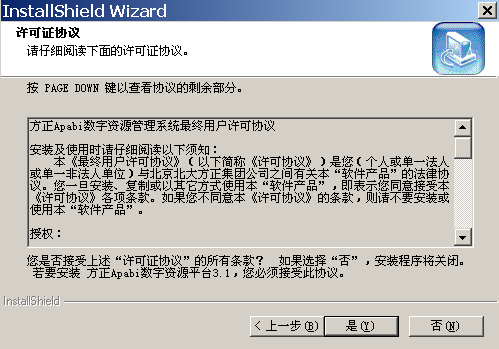 InstallShield Wizard
许可证协议
请仔细阅读下面的许可证协议。
按 PAGE DOWN 键以查看协议的剩余部分。
方正Apabi数字资源管理系统最终用户许可协议
安装及使用时请仔细阅读以下须知：
本《最终用户许可协议》（以下简称《许可协议》）是您（个人或单一法人
或单一非法人单位）与北京北大方正集团公司之间有关本“软件产品”的法律协
议。您一旦安装、复制或以其它方式使用本“软件产品”，即表示您同意接受本
《许可协议》各项条款。如果您不同意本《许可协议》的条款，则请不要安装或
使用本“软件产品”。
授权：
您是否接受上述“许可证协议”的所有条款？ 如果选择“否”，安装程序将关闭。
若要安装 方正Apabi数字资源平台3.1，您必须接受此协议。
InstallShield
< 上一步(B) 是(Y) 否(N)